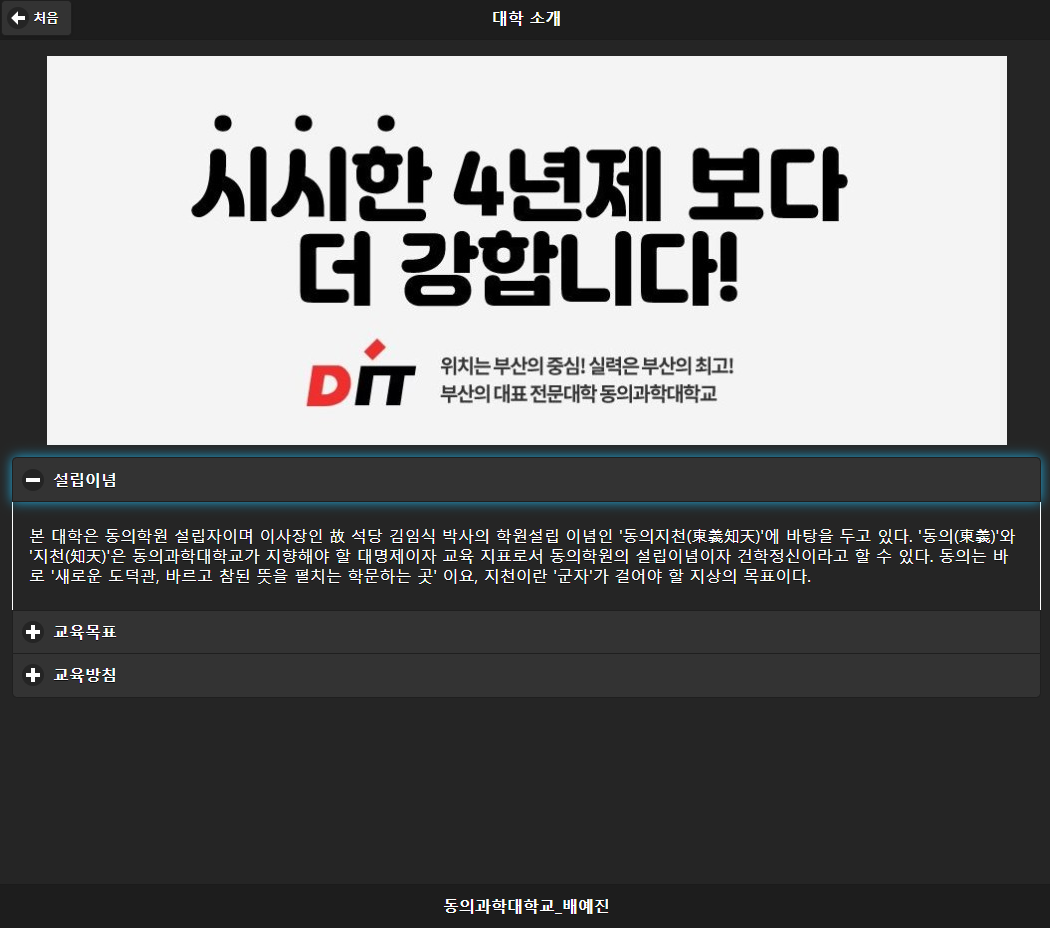 처음
대학 소개
시시한 4년제 보다
더 강합니다!
DIT
위치는 부산의 중심! 실력은 부산의 최고!
부산의 대표 전문대학 동의과학대학교
설립이념
본 대학은 동의학원 설립자이며 이사장인 故 석당 김임식 박사의 학원설립 이념인 '동의지천(東義知天)'에 바탕을 두고 있다. '동의(東義)'와
'지천(知天)'은 동의과학대학교가 지향해야 할 대명제이자 교육 지표로서 동의학원의 설립이념이자 건학정신이라고 할 수 있다. 동의는 바
로 '새로운 도덕관, 바르고 참된 뜻을 펼치는 학문하는 곳' 이요, 지천이란 '군자'가 걸어야 할 지상의 목표이다.
교육목표
교육방침
동의과학대학교_배예진